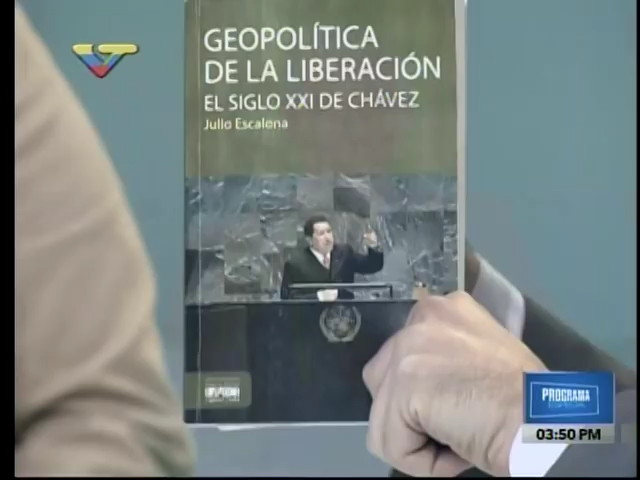 GEOPOLÍTICA
DE LA LIBERACIÓN
EL SIGLO XXI DE CHÁVEZ
Julio Escalona
PROGRAMA
03:50 PM